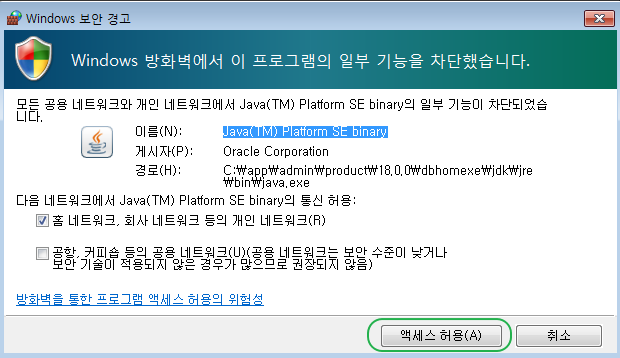 Windows 보안 경고
Windows 방화벽에서 이 프로그램의 일부 기능을 차단했습니다.
모든 공용 네트워크와 개인 네트워크에서 Java(TM) Platform SE binary의 일부 기능이 차단되었습
니다.
이름(N): Java(TM) Platform SE binary
게시자(P): Oracle Corporation
경로(H): C:₩app₩admin₩product₩18,0,0₩dbhomexe₩jdk₩jre
₩bin₩java,exe
다음 네트워크에서 Java(TM) Platform SE binary의 통신 허용:
홈 네트워크, 회사 네트워크 등의 개인 네트워크(R)
공항, 커피숍 등의 공용 네트워크(U)(공용 네트워크는 보안 수준이 낮거나
보안 기술이 적용되지 않은 경우가 많으므로 권장되지 않음)
방화벽을 통한 프로그램 액세스 허용의 위험성
액세스 허용(A) 취소